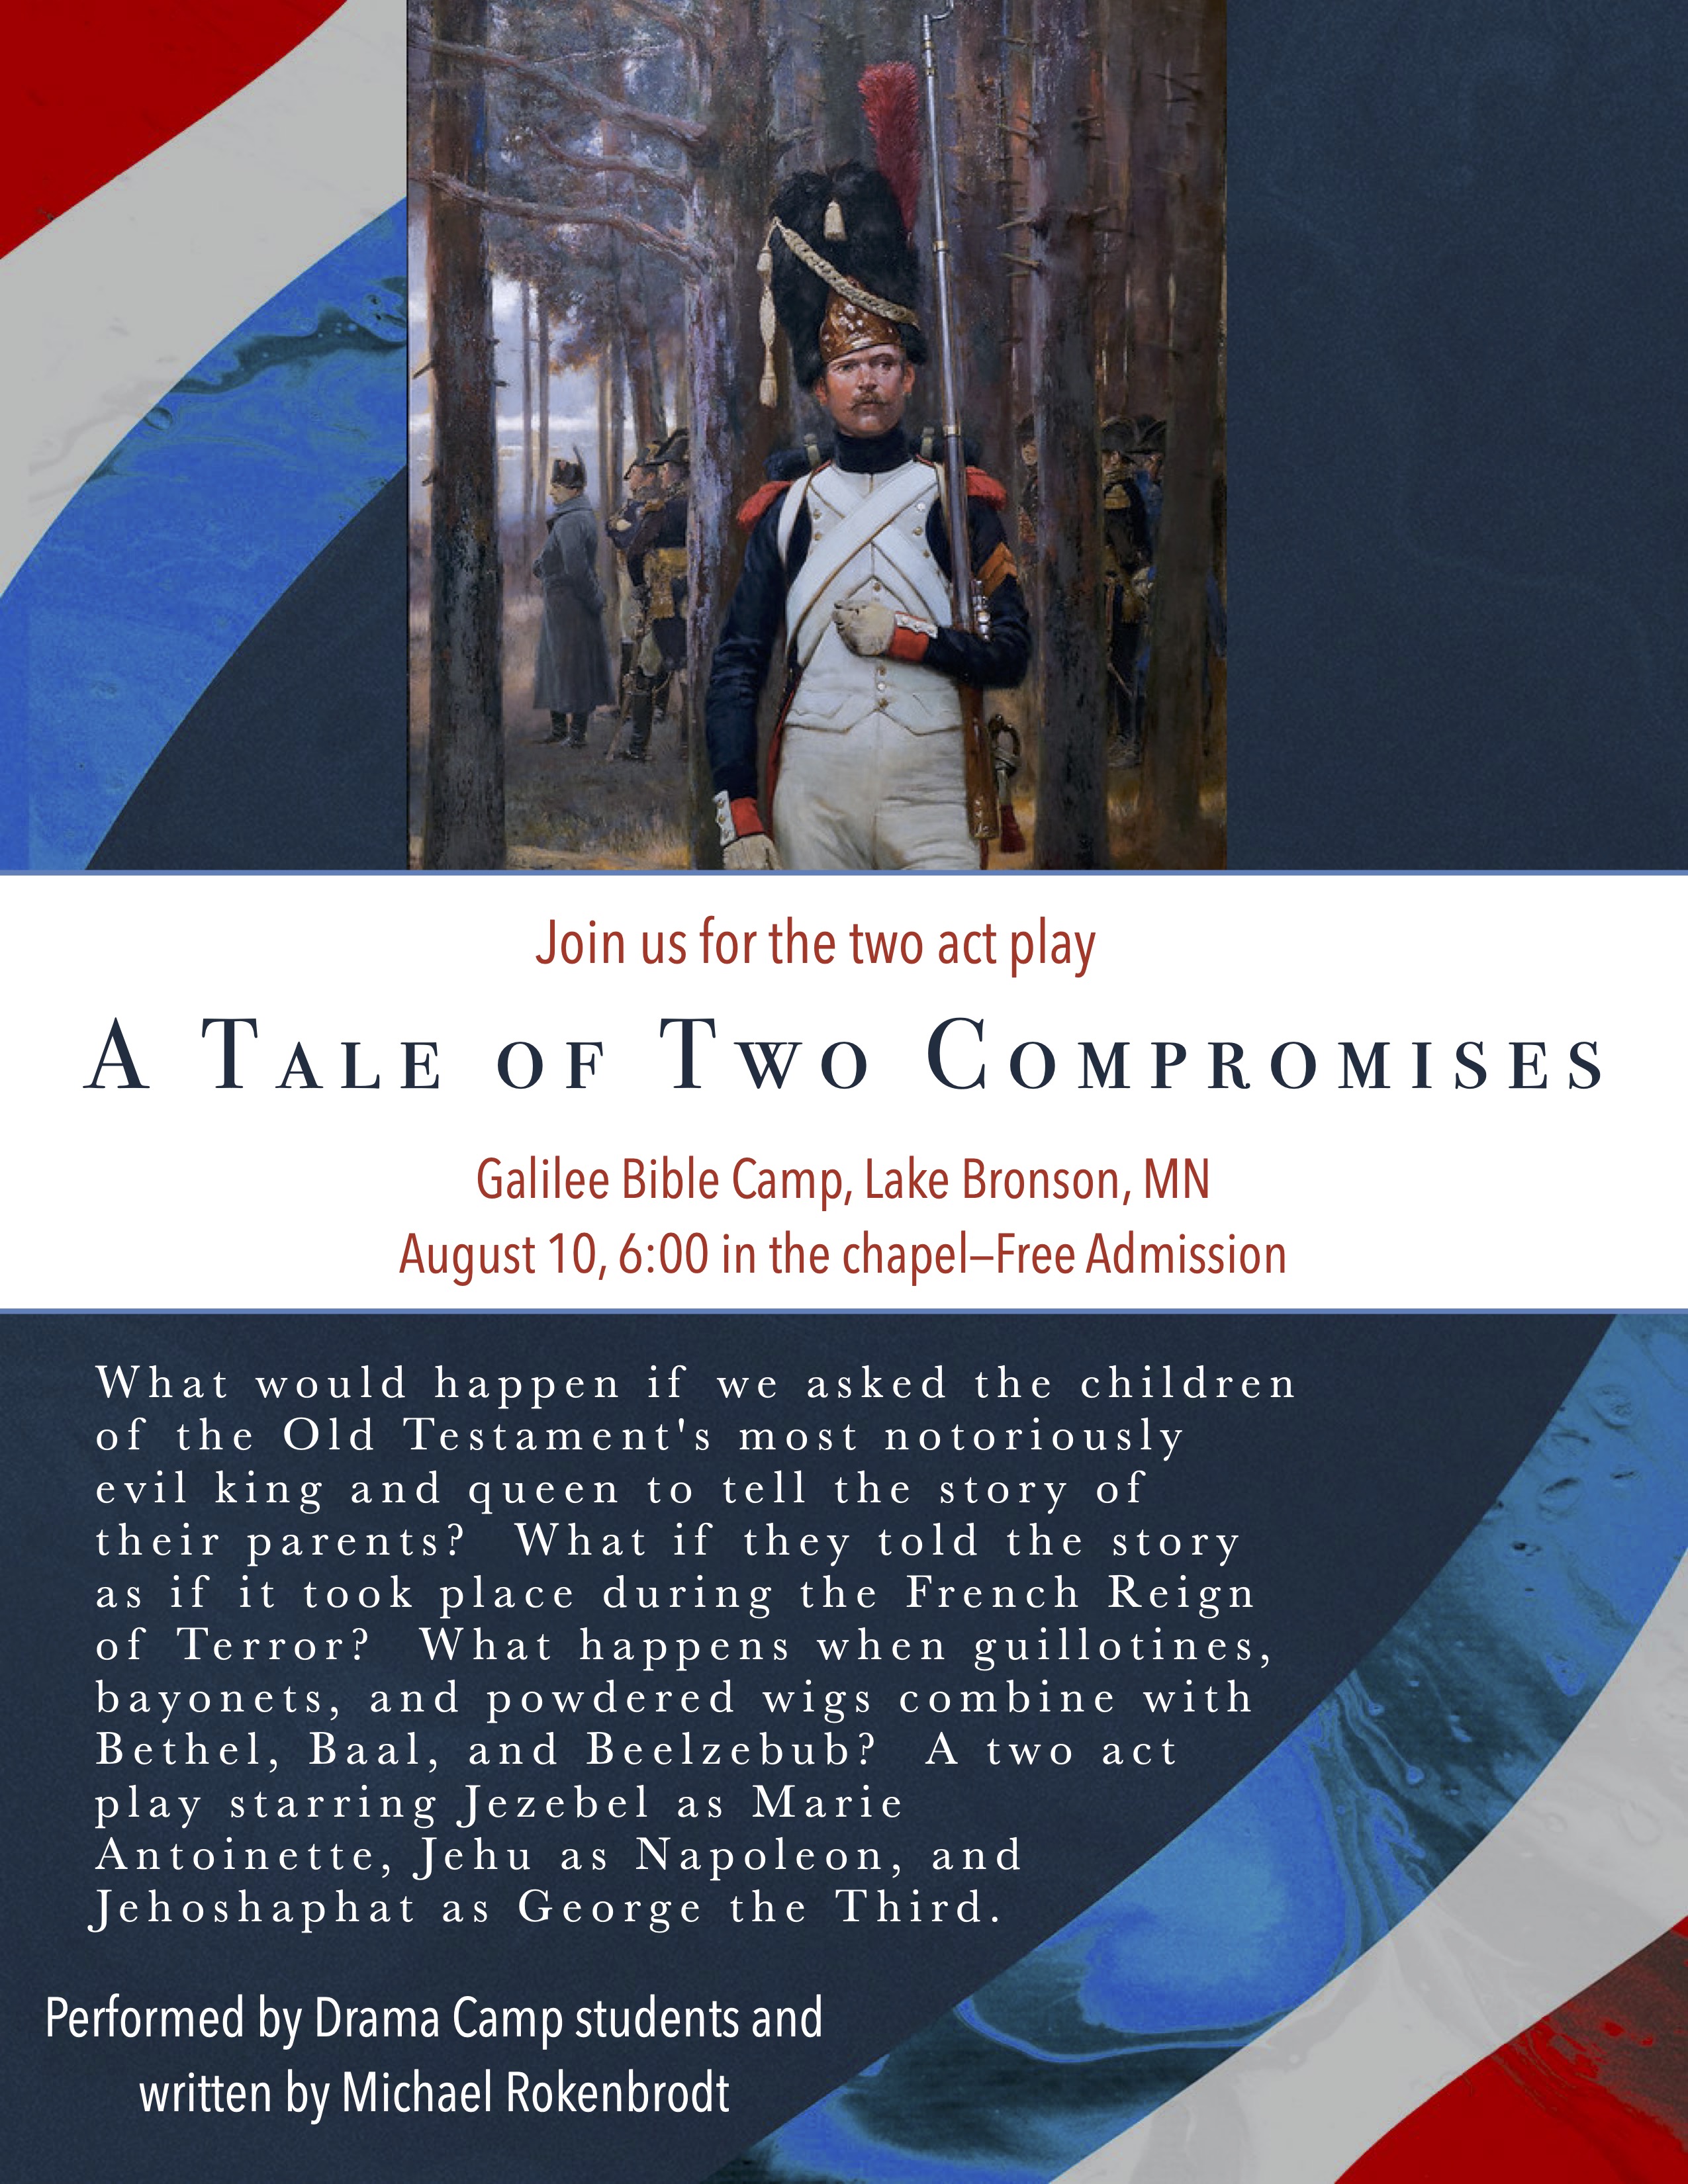 Join us for the two act play
A Tale of Two Compromises
Galilee Bible Camp, Lake Bronson, MN
August 10, 6:00 in the chapel–Free Admission
What would happen if we asked the children
of the Old Testament's most notoriously
evil king and queen to tell the story of
their parents?  What if they told the story
as if it took place during the French Reign
of Terror?  What happens when guillotines,
bayonets, and powdered wigs combine with
Bethel, Baal, and Beelzebub?  A two act
play starring Jezebel as Marie
Antoinette, Jehu as Napoleon, and
Jehoshaphat as George the Third.
Performed by Drama Camp students and
written by Michael Rokenbrodt